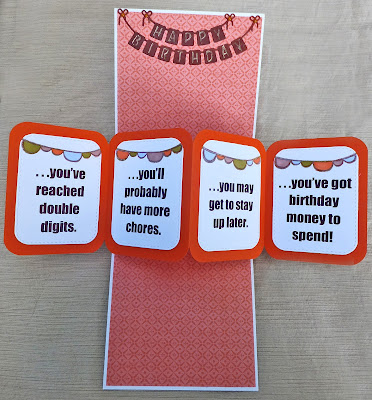 HAPPY
BIRTHDAY
...you've
reached
double
digits.
...you'll
probably
have more
chores.
...you may
get to stay
up later.
...you've got
birthday
money to
spend!